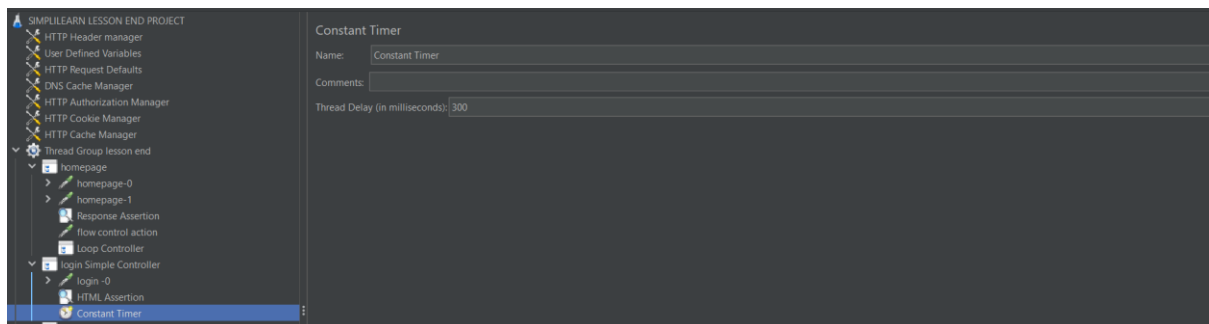 SIMPLILEARN LESSON END PROJECT
HTTP Header manager
User Defined Variables
HTTP Request Defaults
DNS Cache Manager
HTTP Authorization Manager
HTTP Cookie Manager
HTTP Cache Manager
Thread Group lesson end
homepage
homepage-0
homepage-1
Response Assertion
flow control action
Loop Controller
login Simple Controller
login -0
HTML Assertion
Constant Timer
Constant Timer
Name: Constant Timer
Comments:
Thread Delay (in milliseconds): 300